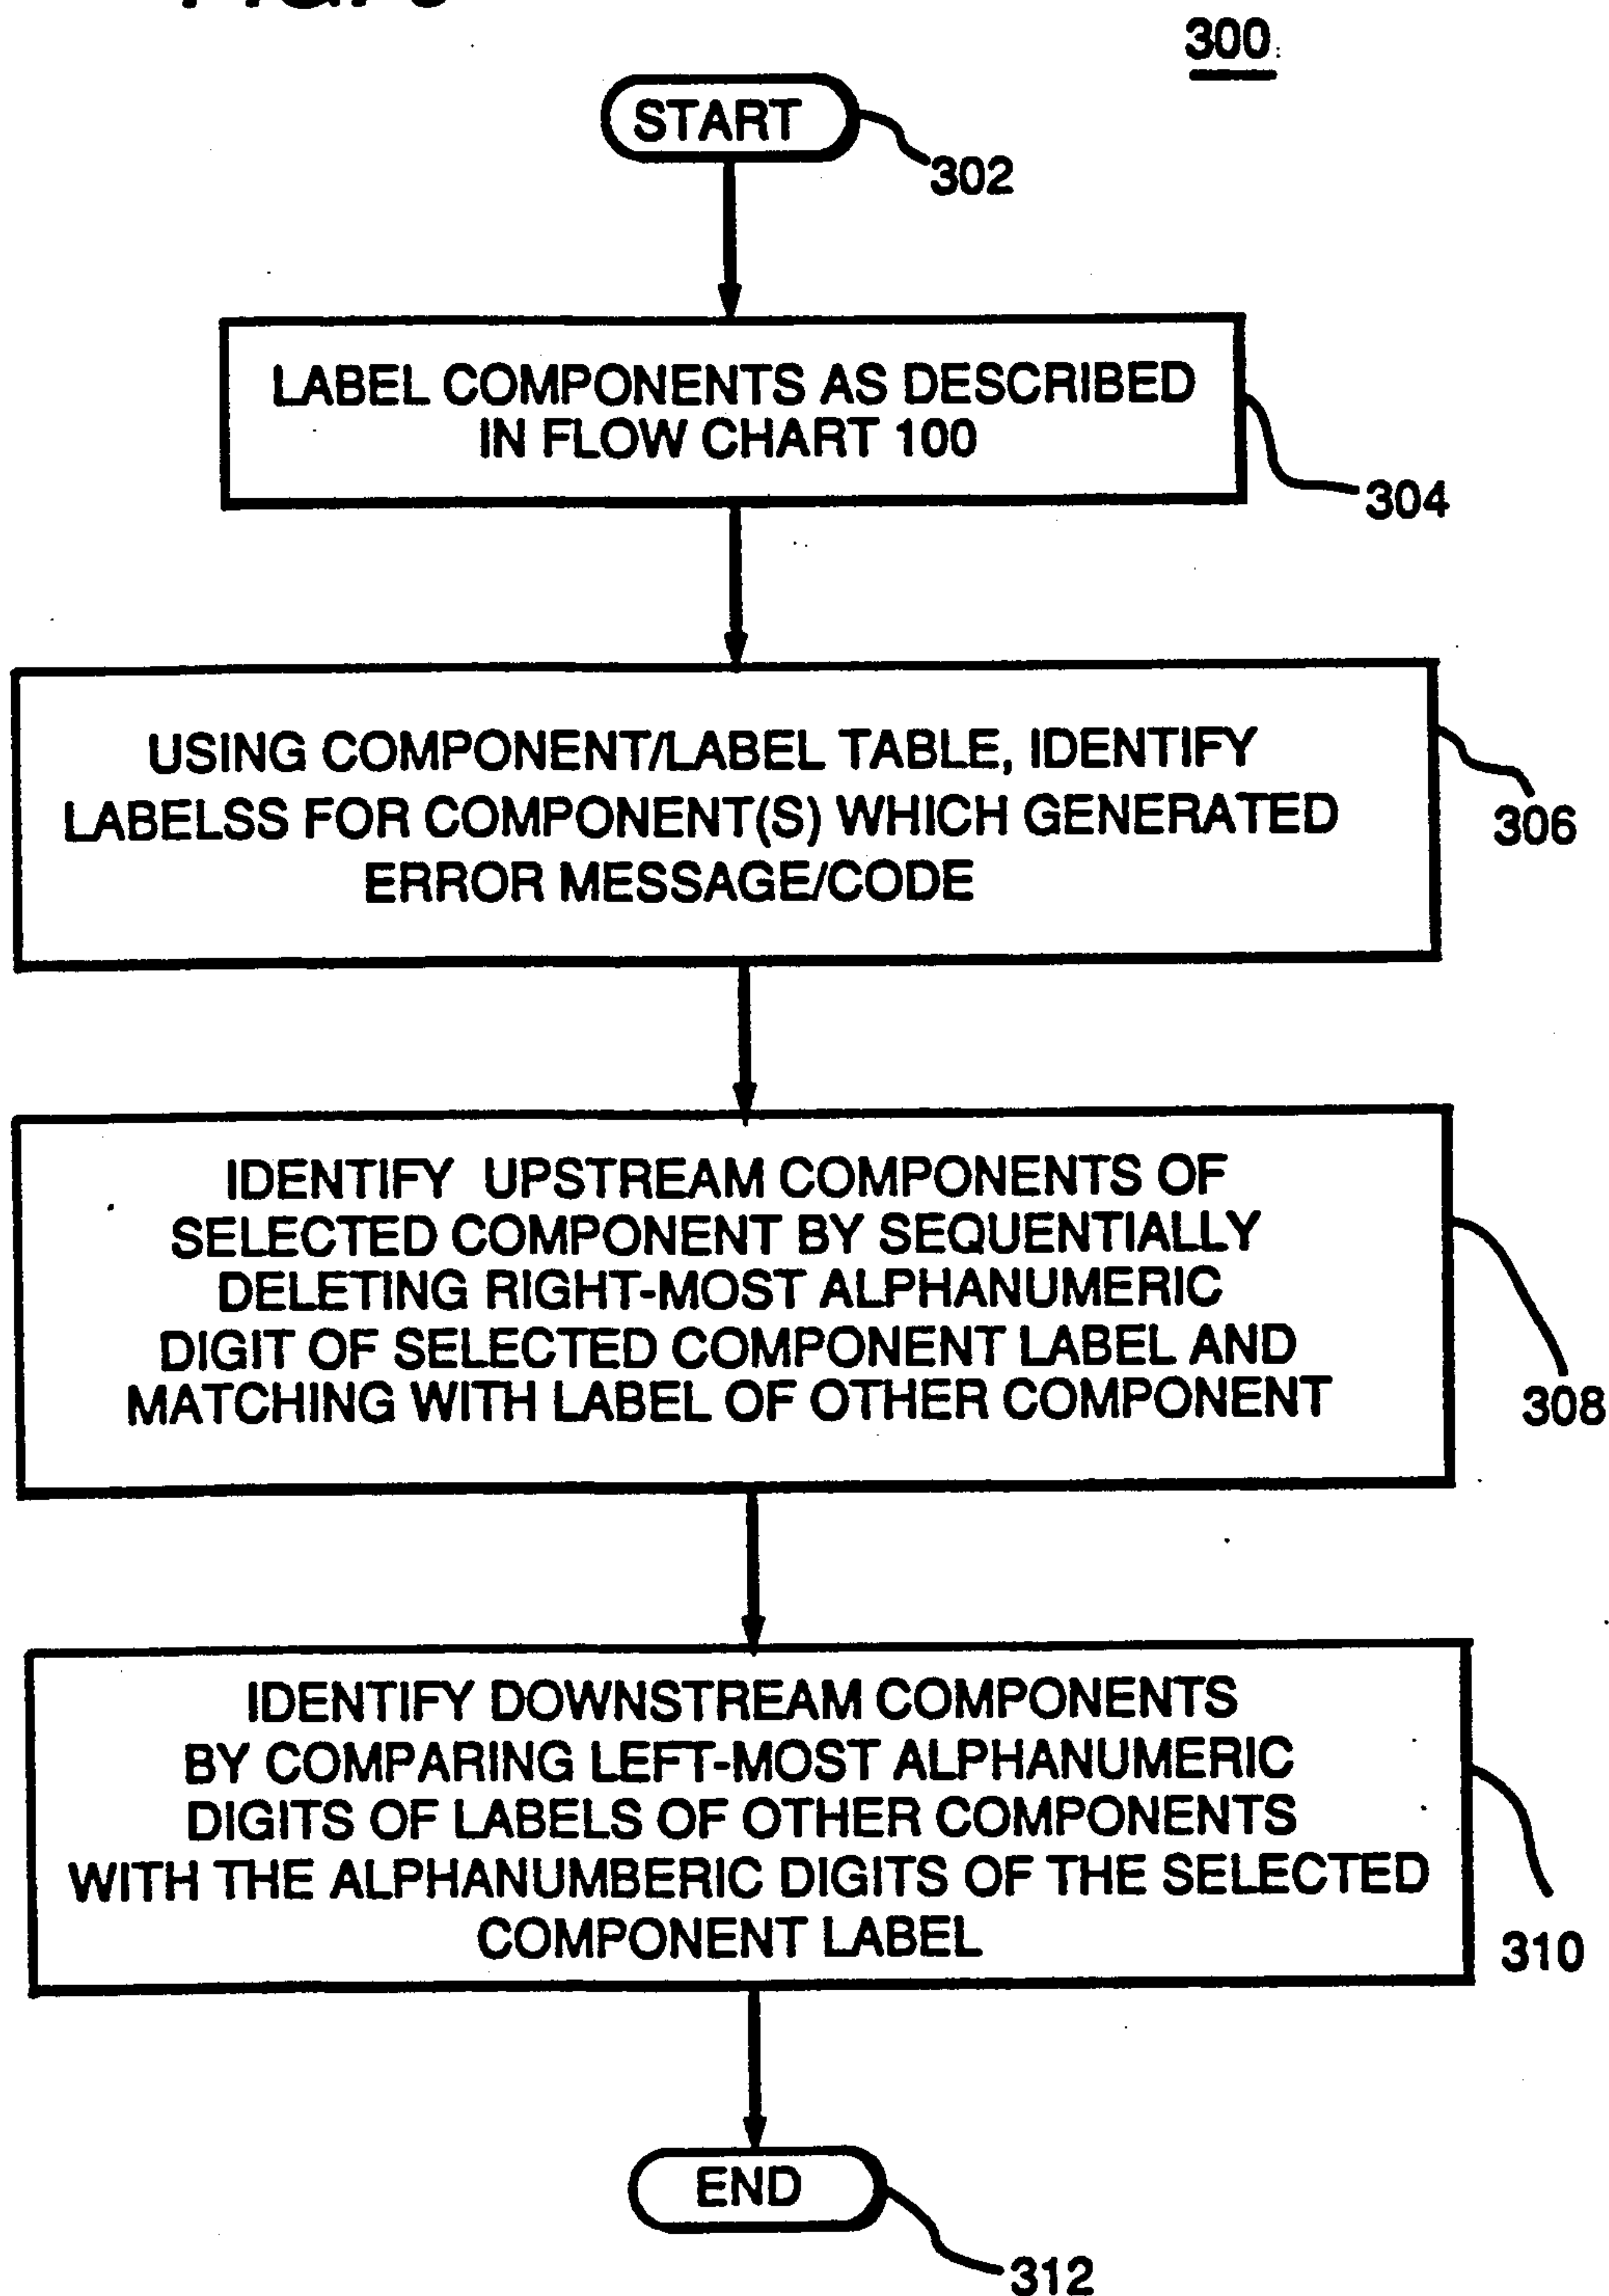 300
START
302
LABEL COMPONENTS AS DESCRIBED
IN FLOW CHART 100
304
USING COMPONENT/LABEL TABLE, IDENTIFY
LABELSS FOR COMPONENT(S) WHICH GENERATED
ERROR MESSAGE/CODE
306
IDENTIFY UPSTREAM COMPONENTS OF
SELECTED COMPONENT BY SEQUENTIALLY
DELETING RIGHT-MOST ALPHANUMERIC
DIGIT OF SELECTED COMPONENT LABEL AND
MATCHING WITH LABEL OF OTHER COMPONENT
308
IDENTIFY DOWNSTREAM COMPONENTS
BY COMPARING LEFT-MOST ALPHANUMERIC
DIGITS OF LABELS OF OTHER COMPONENTS
WITH THE ALPHANUMBERIC DIGITS OF THE SELECTED
COMPONENT LABEL
310
END
312